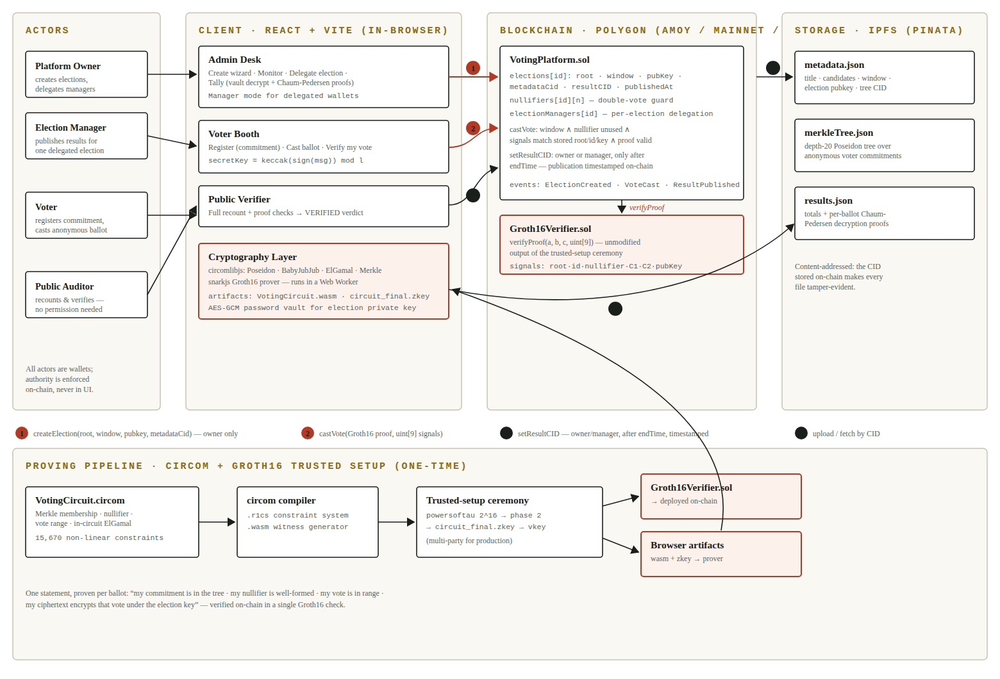 ACTORS
Platform Owner
creates elections,
delegates managers
Election Manager
publishes results for
one delegated election
Voter
registers commitment,
casts anonymous ballot
Public Auditor
recounts & verifies —
no permission needed
All actors are wallets;
authority is enforced
on-chain, never in UI.
CLIENT · REACT + VITE (IN-BROWSER)
Admin Desk
Create wizard · Monitor · Delegate election ·
Tally (vault decrypt + Chaum-Pedersen proofs)
Manager mode for delegated wallets
Voter Booth
Register (commitment) · Cast ballot · Verify my vote
secretKey = keccak(sign(msg)) mod l
Public Verifier
Full recount + proof checks → VERIFIED verdict
Cryptography Layer
circomlibjs: Poseidon · BabyJubJub · ElGamal · Merkle
snarkjs Groth16 prover — runs in a Web Worker
artifacts: VotingCircuit.wasm · circuit_final.zkey
AES-GCM password vault for election private key
1
2
BLOCKCHAIN · POLYGON (AMOY / MAINNET /
VotingPlatform.sol
elections[id]: root · window · pubKey ·
metadataCid · resultCID · publishedAt
nullifiers[id][n] — double-vote guard
electionManagers[id] — per-election delegation
castVote: window ∧ nullifier unused ∧
signals match stored root/id/key ∧ proof valid
setResultCID: owner or manager, only after
endTime — publication timestamped on-chain
events: ElectionCreated · VoteCast · ResultPublished
verifyProof
Groth16Verifier.sol
verifyProof(a, b, c, uint[9]) — unmodified
output of the trusted-setup ceremony
signals: root·id·nullifier·C1·C2·pubKey
STORAGE · IPFS (PINATA)
metadata.json
title · candidates · window ·
election pubkey · tree CID
merkleTree.json
depth-20 Poseidon tree over
anonymous voter commitments
results.json
totals + per-ballot Chaum-
Pedersen decryption proofs
Content-addressed: the CID
stored on-chain makes every
file tamper-evident.
1 createElection(root, window, pubkey, metadataCid) — owner only
2 castVote(Groth16 proof, uint[9] signals)
setResultCID — owner/manager, after endTime, timestamped
upload / fetch by CID
PROVING PIPELINE · CIRCOM + GROTH16 TRUSTED SETUP (ONE-TIME)
VotingCircuit.circom
Merkle membership · nullifier ·
vote range · in-circuit ElGamal
15,670 non-linear constraints
circom compiler
.r1cs constraint system
.wasm witness generator
Trusted-setup ceremony
powersoftau 2^16 → phase 2
→ circuit_final.zkey → vkey
(multi-party for production)
Groth16Verifier.sol
→ deployed on-chain
Browser artifacts
wasm + zkey → prover
One statement, proven per ballot: “my commitment is in the tree · my nullifier is well-formed · my vote is in range ·
my ciphertext encrypts that vote under the election key” — verified on-chain in a single Groth16 check.